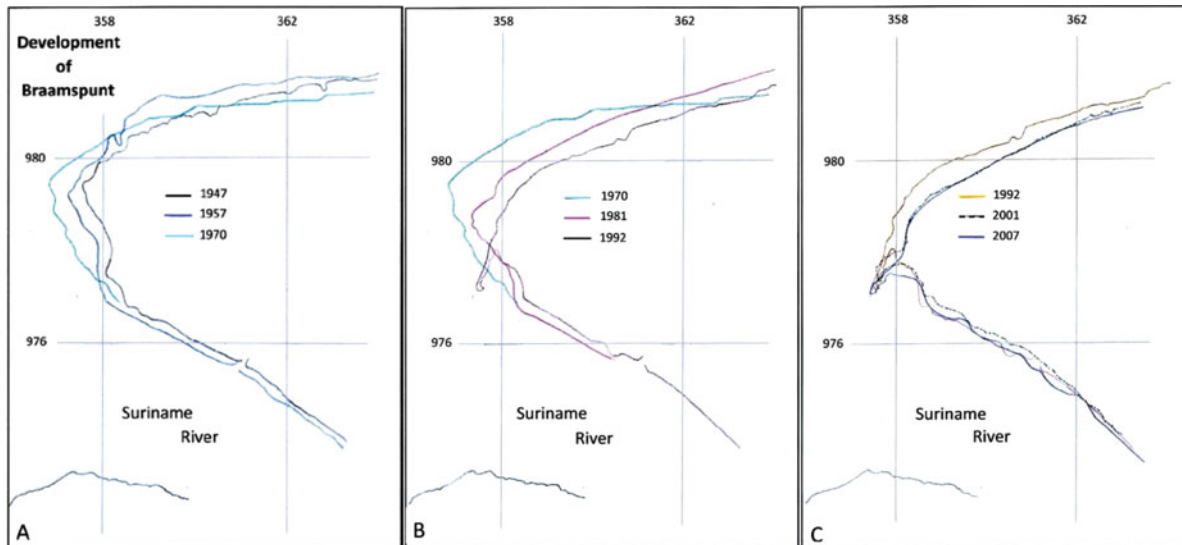 358
362
Development
of
Braamspunt
980
1947
1957
1970
976
Suriname
River
A
358
362
980
1970
1981
1992
976
Suriname
River
B
358
362
980
1992
2001
2007
976
Suriname
River
C